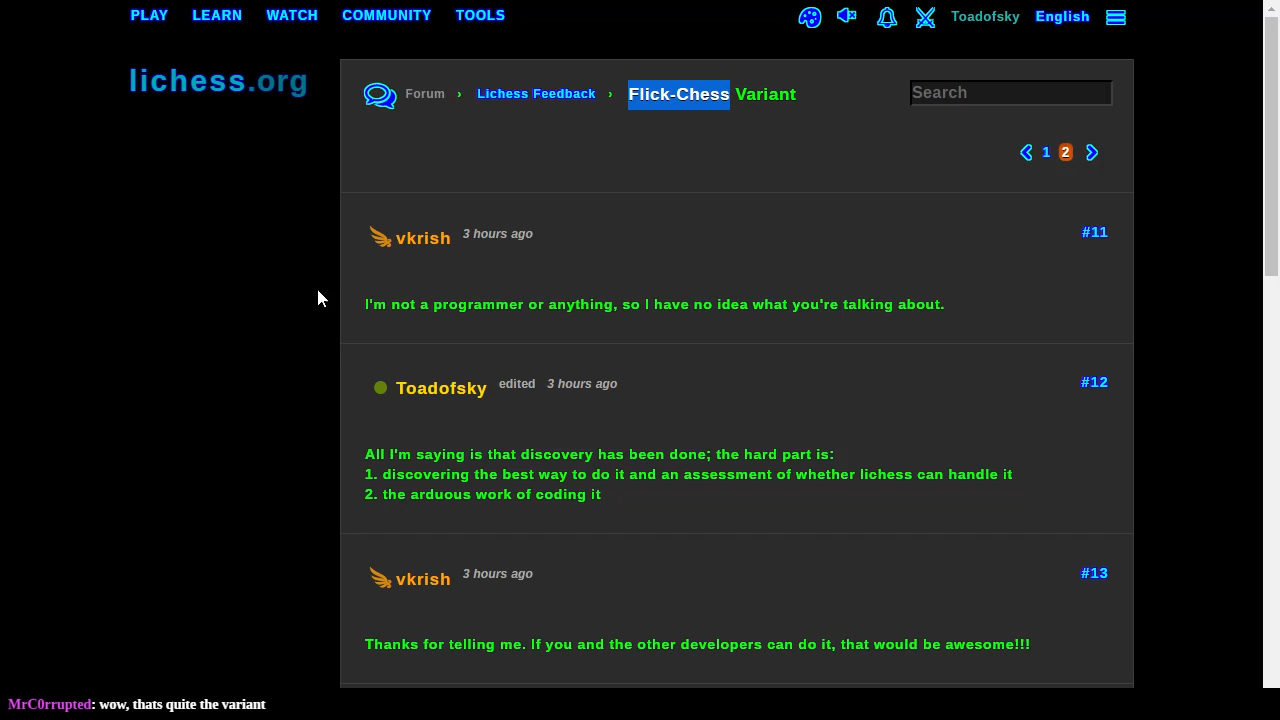 PLAY LEARN WATCH COMMUNITY TOOLS Toadofsky English
lichess.org
Forum › Lichess Feedback › Flick-Chess Variant Search
1 2
vkrish 3 hours ago #11
I'm not a programmer or anything, so I have no idea what you're talking about.
Toadofsky edited 3 hours ago #12
All I'm saying is that discovery has been done; the hard part is:
1. discovering the best way to do it and an assessment of whether lichess can handle it
2. the arduous work of coding it
vkrish 3 hours ago #13
Thanks for telling me. If you and the other developers can do it, that would be awesome!!!
MrC0rrupted: wow, thats quite the variant